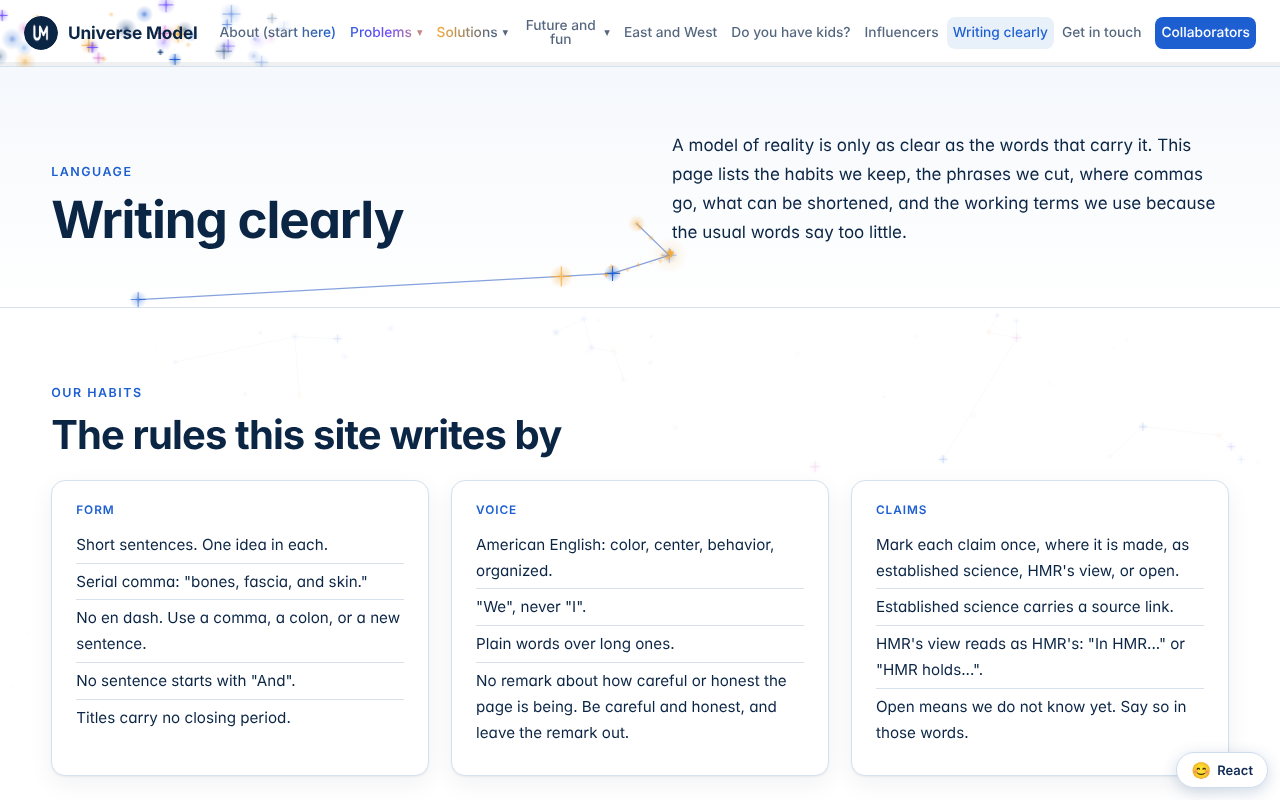 Universe Model
About (start here)
Problems ▾
Solutions ▾
Future and fun ▾
East and West
Do you have kids?
Influencers
Writing clearly
Get in touch
Collaborators
LANGUAGE
Writing clearly
A model of reality is only as clear as the words that carry it. This
page lists the habits we keep, the phrases we cut, where commas
go, what can be shortened, and the working terms we use because
the usual words say too little.
OUR HABITS
The rules this site writes by
FORM
Short sentences. One idea in each.
Serial comma: "bones, fascia, and skin."
No en dash. Use a comma, a colon, or a new
sentence.
No sentence starts with "And".
Titles carry no closing period.
VOICE
American English: color, center, behavior,
organized.
"We", never "I".
Plain words over long ones.
No remark about how careful or honest the
page is being. Be careful and honest, and
leave the remark out.
CLAIMS
Mark each claim once, where it is made, as
established science, HMR's view, or open.
Established science carries a source link.
HMR's view reads as HMR's: "In HMR..." or
"HMR holds...".
Open means we do not know yet. Say so in
those words.
React